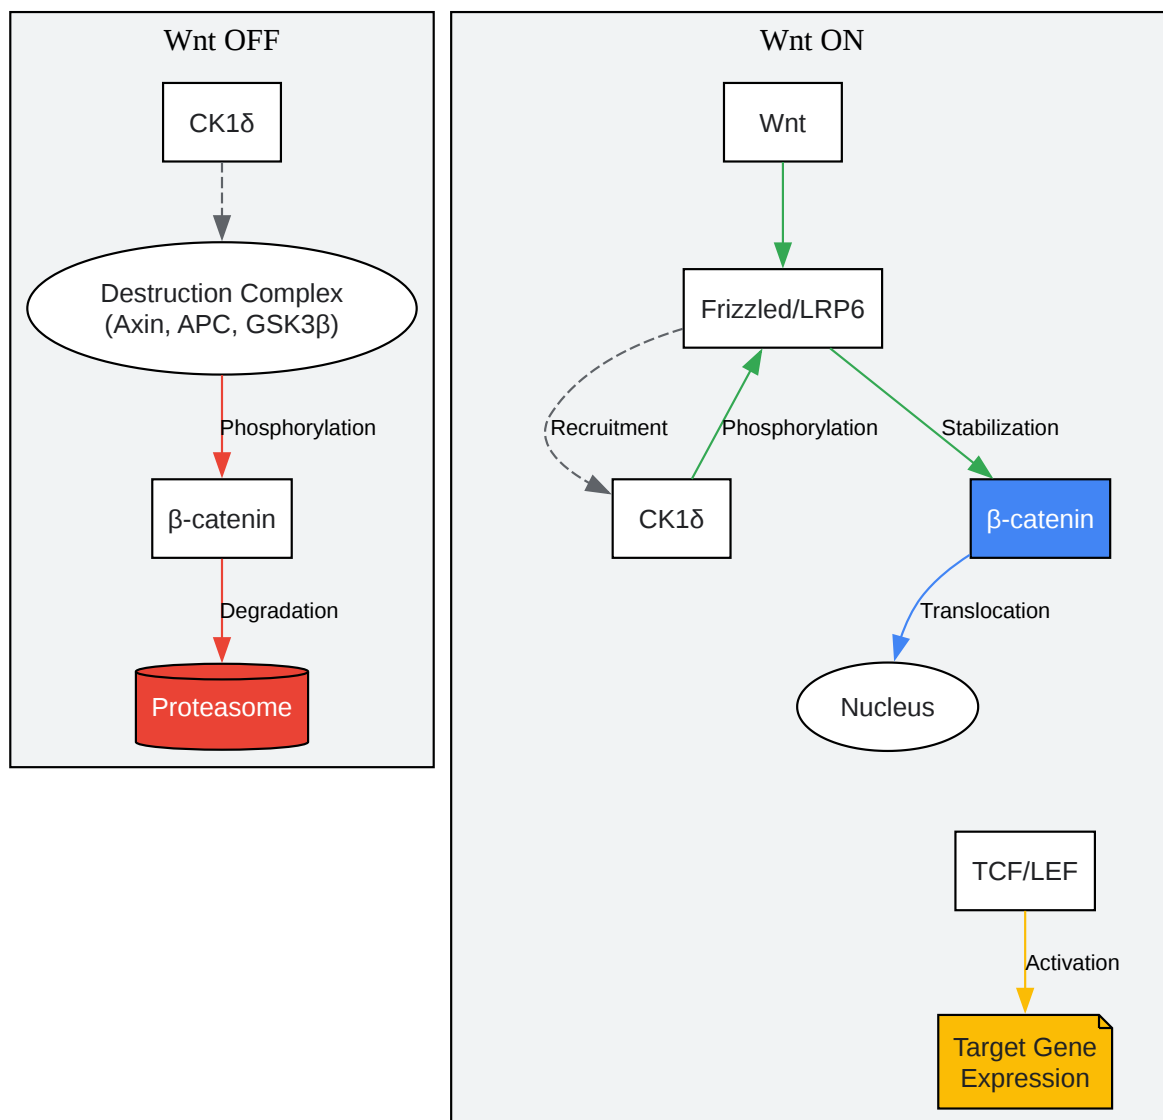 Wnt OFF
CK1δ
Destruction Complex
(Axin, APC, GSK3β)
Phosphorylation
β-catenin
Degradation
Proteasome
Wnt ON
Wnt
Frizzled/LRP6
Recruitment
Phosphorylation
Stabilization
CK1δ
β-catenin
Translocation
Nucleus
TCF/LEF
Activation
Target Gene
Expression